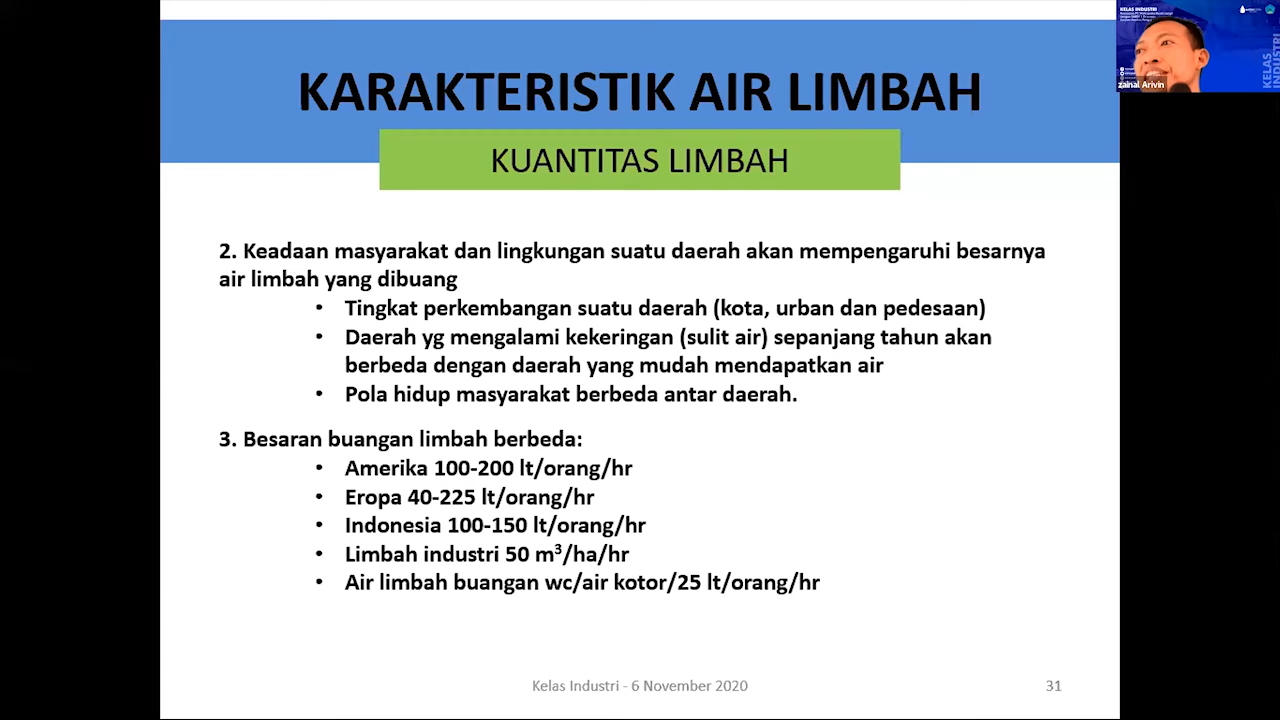 KELAS INDUSTRI
KARAKTERISTIK AIR LIMBAH
KUANTITAS LIMBAH
KELAS
INDUSTRI
zainal Arivin
2. Keadaan masyarakat dan lingkungan suatu daerah akan mempengaruhi besarnya
air limbah yang dibuang
• Tingkat perkembangan suatu daerah (kota, urban dan pedesaan)
• Daerah yg mengalami kekeringan (sulit air) sepanjang tahun akan
berbeda dengan daerah yang mudah mendapatkan air
• Pola hidup masyarakat berbeda antar daerah.
3. Besaran buangan limbah berbeda:
• Amerika 100-200 lt/orang/hr
• Eropa 40-225 lt/orang/hr
• Indonesia 100-150 lt/orang/hr
• Limbah industri 50 m³/ha/hr
• Air limbah buangan wc/air kotor/25 lt/orang/hr
Kelas Industri - 6 November 2020
31